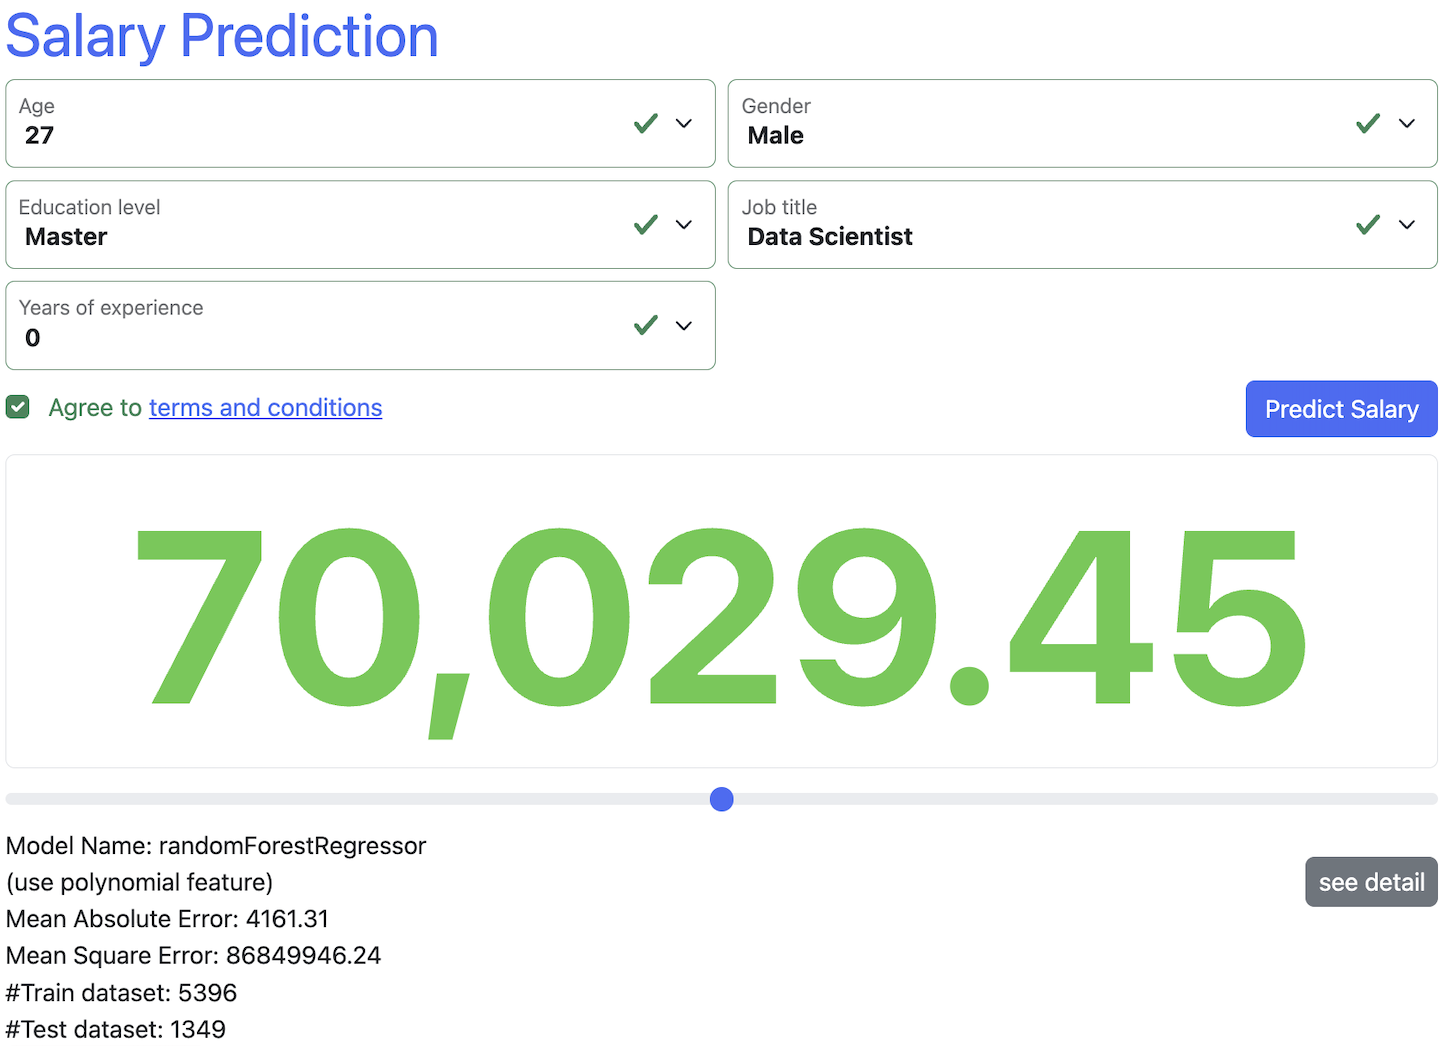 Salary Prediction
Age
27
Gender
Male
Education level
Master
Job title
Data Scientist
Years of experience
0
Agree to terms and conditions
Predict Salary
70,029.45
Model Name: randomForestRegressor
(use polynomial feature)
see detail
Mean Absolute Error: 4161.31
Mean Square Error: 86849946.24
#Train dataset: 5396
#Test dataset: 1349